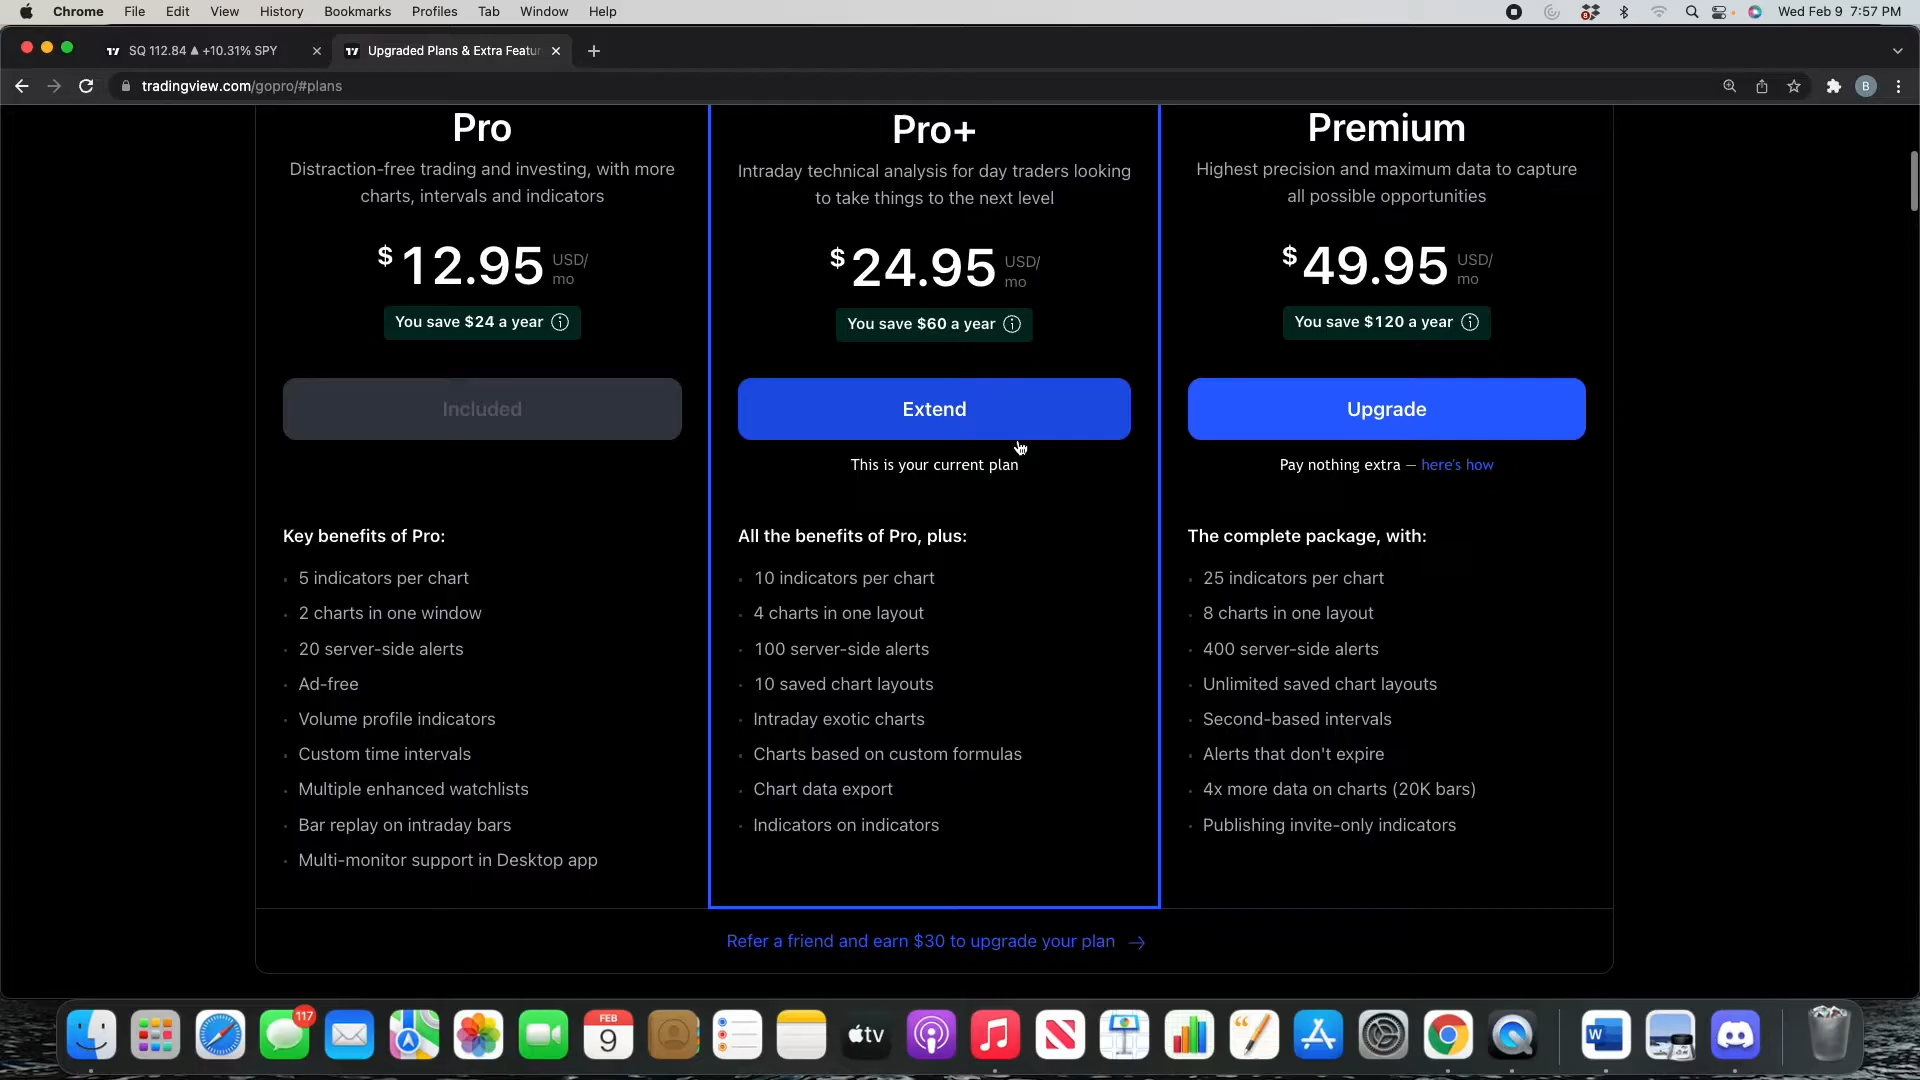 Chrome File Edit View History Bookmarks Profiles Tab Window Help
8
Wed Feb 9 7:57 PM
SQ 112.84 ▲ +10.31% SPY
Upgraded Plans & Extra Featur
tradingview.com/gopro/#plans
B
Pro
Distraction-free trading and investing, with more
charts, intervals and indicators
$ 12.95 USD/
mo
You save $24 a year
Included
Key benefits of Pro:
5 indicators per chart
2 charts in one window
20 server-side alerts
Ad-free
Volume profile indicators
Custom time intervals
Multiple enhanced watchlists
Bar replay on intraday bars
Multi-monitor support in Desktop app
Pro+
Intraday technical analysis for day traders looking
to take things to the next level
$ 24.95 USD/
mo
You save $60 a year
Extend
This is your current plan
All the benefits of Pro, plus:
10 indicators per chart
4 charts in one layout
100 server-side alerts
10 saved chart layouts
Intraday exotic charts
Charts based on custom formulas
Chart data export
Indicators on indicators
Premium
Highest precision and maximum data to capture
all possible opportunities
$ 49.95 USD/
mo
You save $120 a year
Upgrade
Pay nothing extra – here's how
The complete package, with:
25 indicators per chart
8 charts in one layout
400 server-side alerts
Unlimited saved chart layouts
Second-based intervals
Alerts that don't expire
4x more data on charts (20K bars)
Publishing invite-only indicators
Refer a friend and earn $30 to upgrade your plan →
117
FEB
9
tv
W